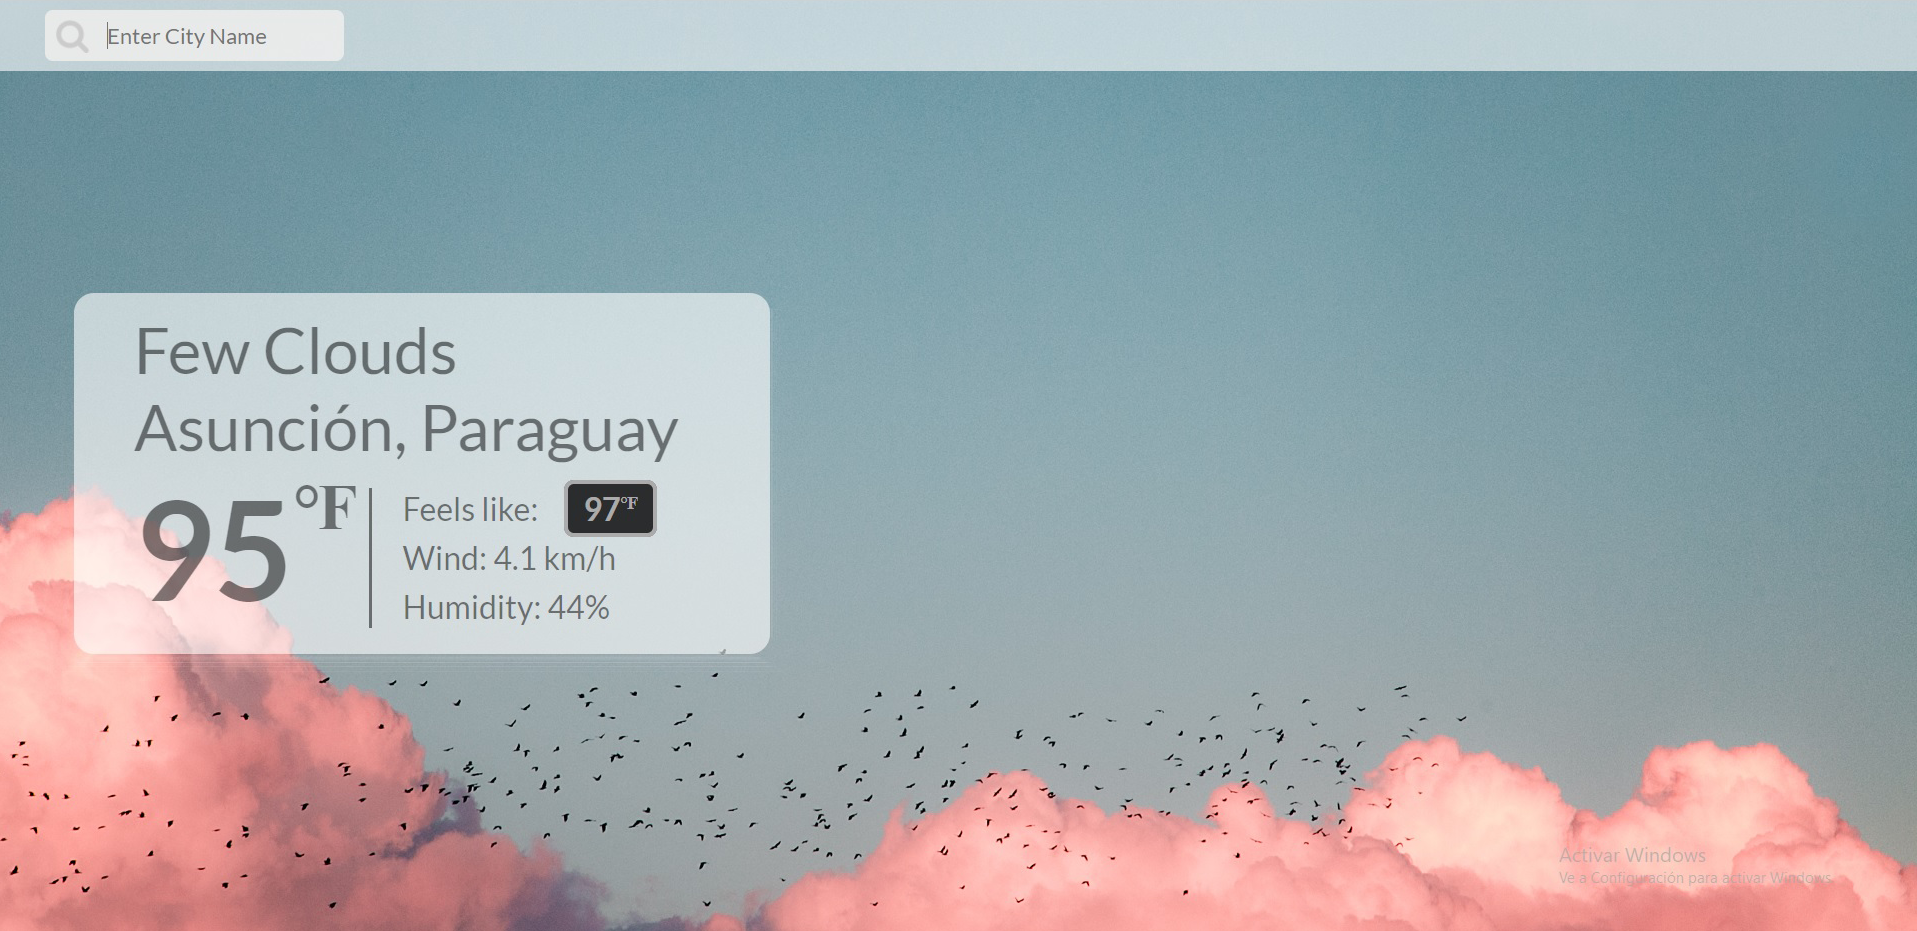 Enter City Name
Few Clouds
Asunción, Paraguay
95°F
Feels like: 97°F
Wind: 4.1 km/h
Humidity: 44%
Activar Windows
Ve a Configuración para activar Windows.